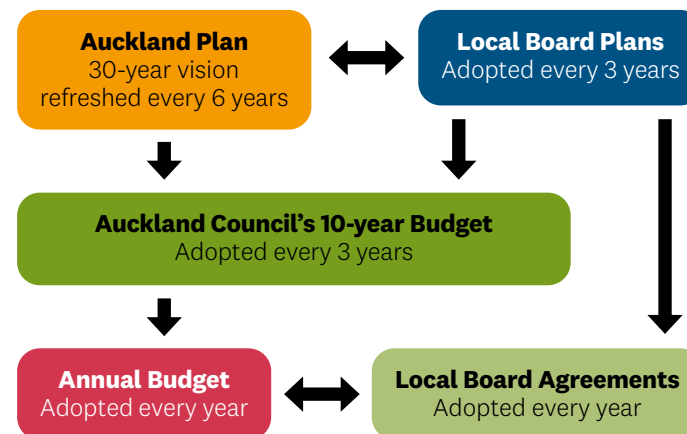 Auckland Plan
30-year vision
refreshed every 6 years
Local Board Plans
Adopted every 3 years
Auckland Council’s 10-year Budget
Adopted every 3 years
Annual Budget
Adopted every year
Local Board Agreements
Adopted every year